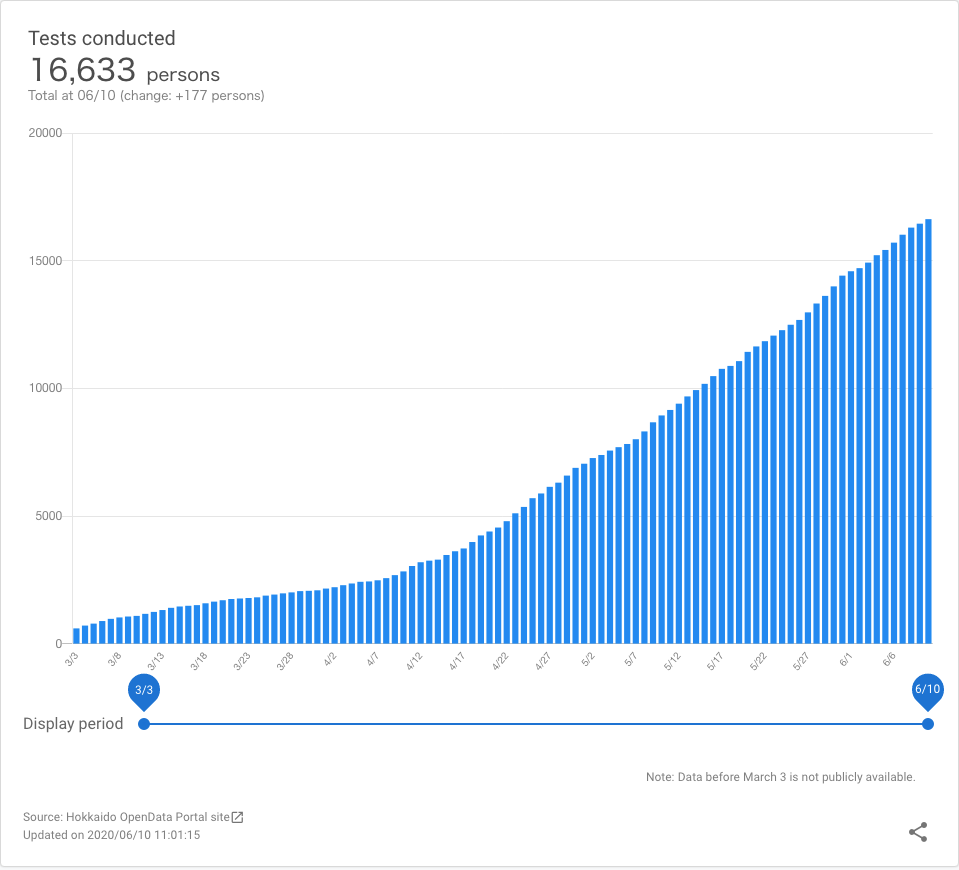 Tests conducted
16,633 persons
Total at 06/10 (change: +177 persons)
20000
15000
10000
5000
0
3/3 3/8 3/13 3/18 3/23 3/28 4/2 4/7 4/12 4/17 4/22 4/27 5/2 5/7 5/12 5/17 5/22 5/27 6/1 6/6
3/3 6/10
Display period
Note: Data before March 3 is not publicly available.
Source: Hokkaido OpenData Portal site
Updated on 2020/06/10 11:01:15